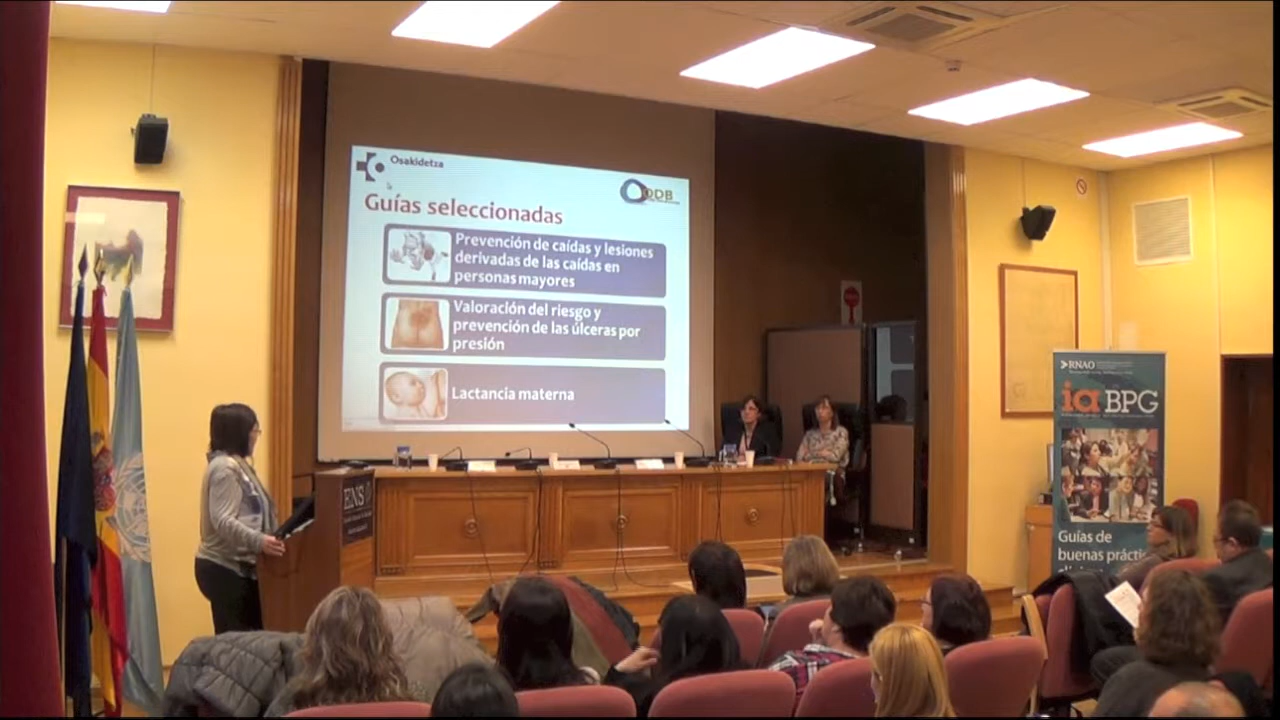 Osakidetza
ODB
Guías seleccionadas
Prevención de caídas y lesiones
derivadas de las caídas en
personas mayores
Valoración del riesgo y
prevención de las úlceras por
presión
Lactancia materna
ENS
RNAO
ia BPG
Guías de
buenas práctic